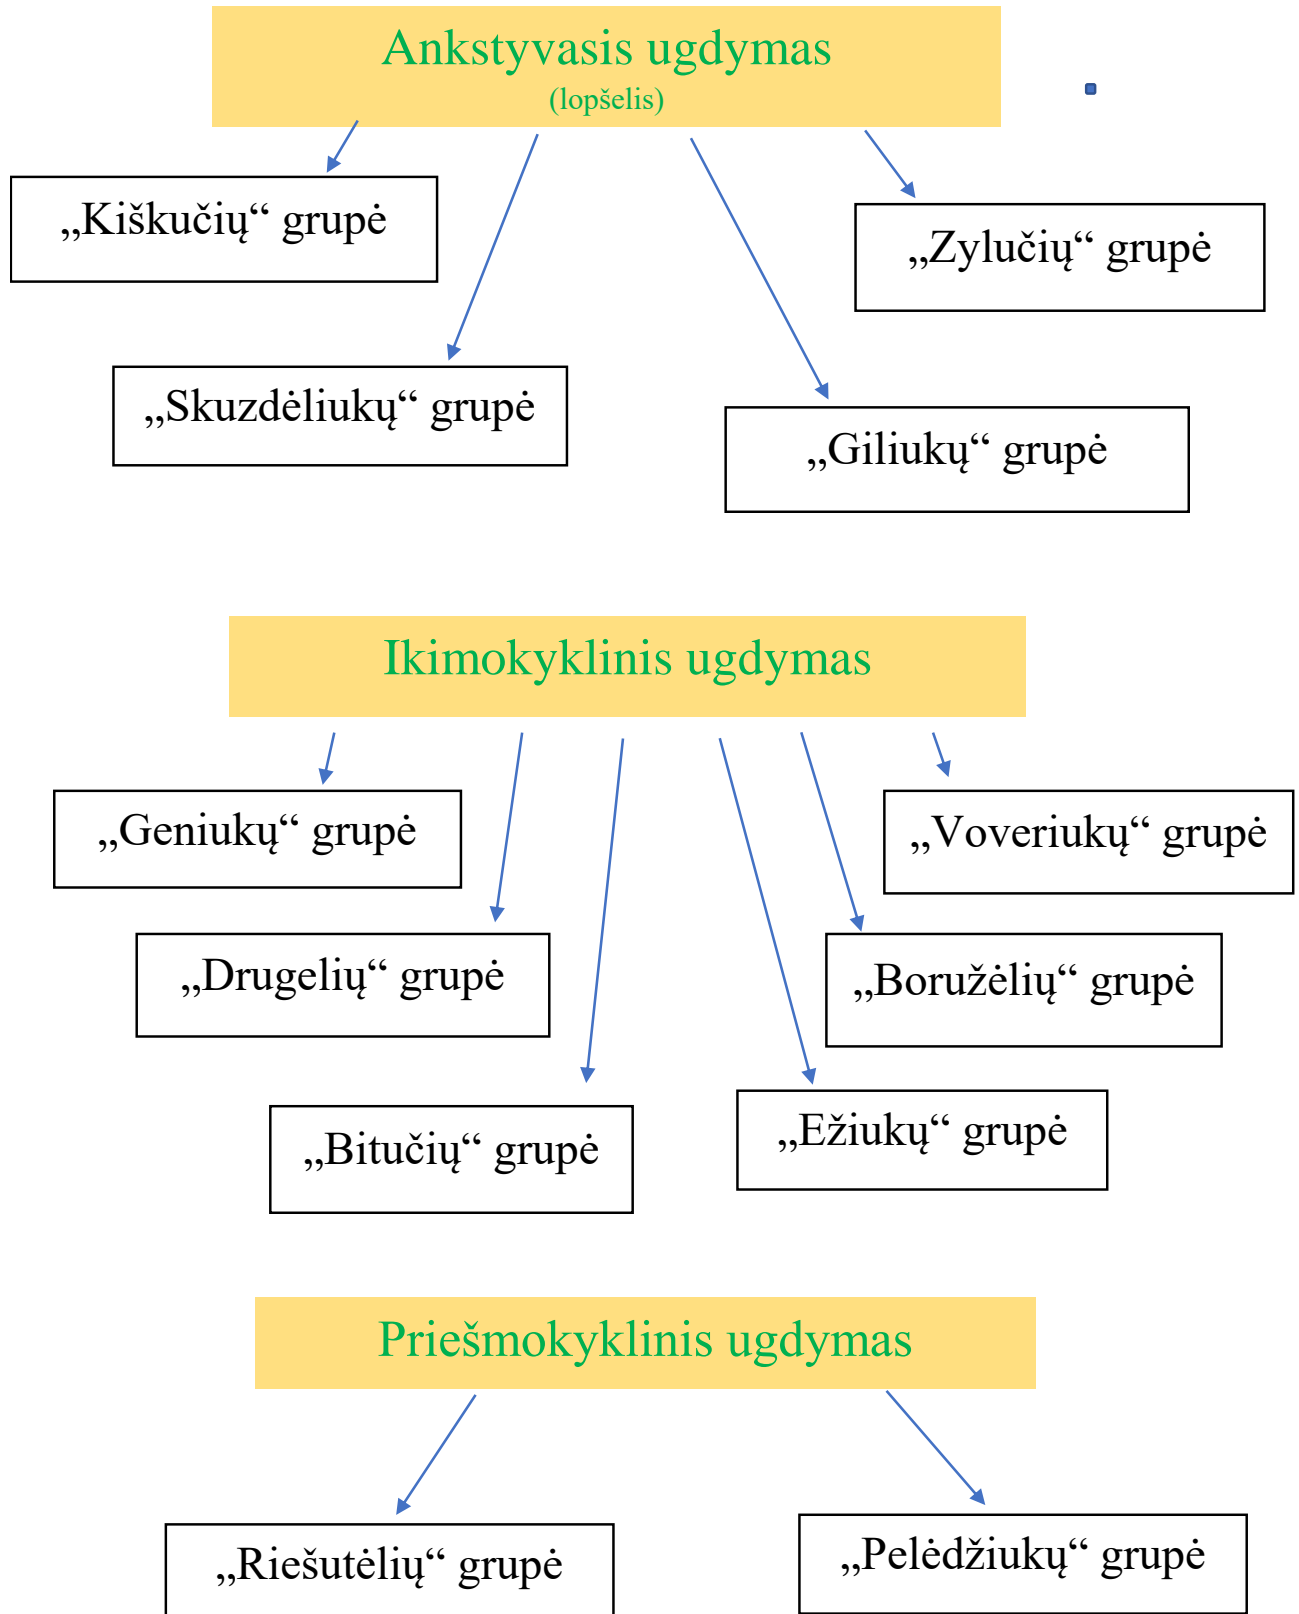 Ankstyvasis ugdymas
(lopšelis)
„Kiškučių“ grupė
„Zylučių“ grupė
„Skuzdėliukų“ grupė
„Giliukų“ grupė
Ikimokyklinis ugdymas
„Geniukų“ grupė
„Voveriukų“ grupė
„Drugelių“ grupė
„Boružėlių“ grupė
„Bitučių“ grupė
„Ežiukų“ grupė
Priešmokyklinis ugdymas
„Riešutėlių“ grupė
„Pelėdžiukų“ grupė